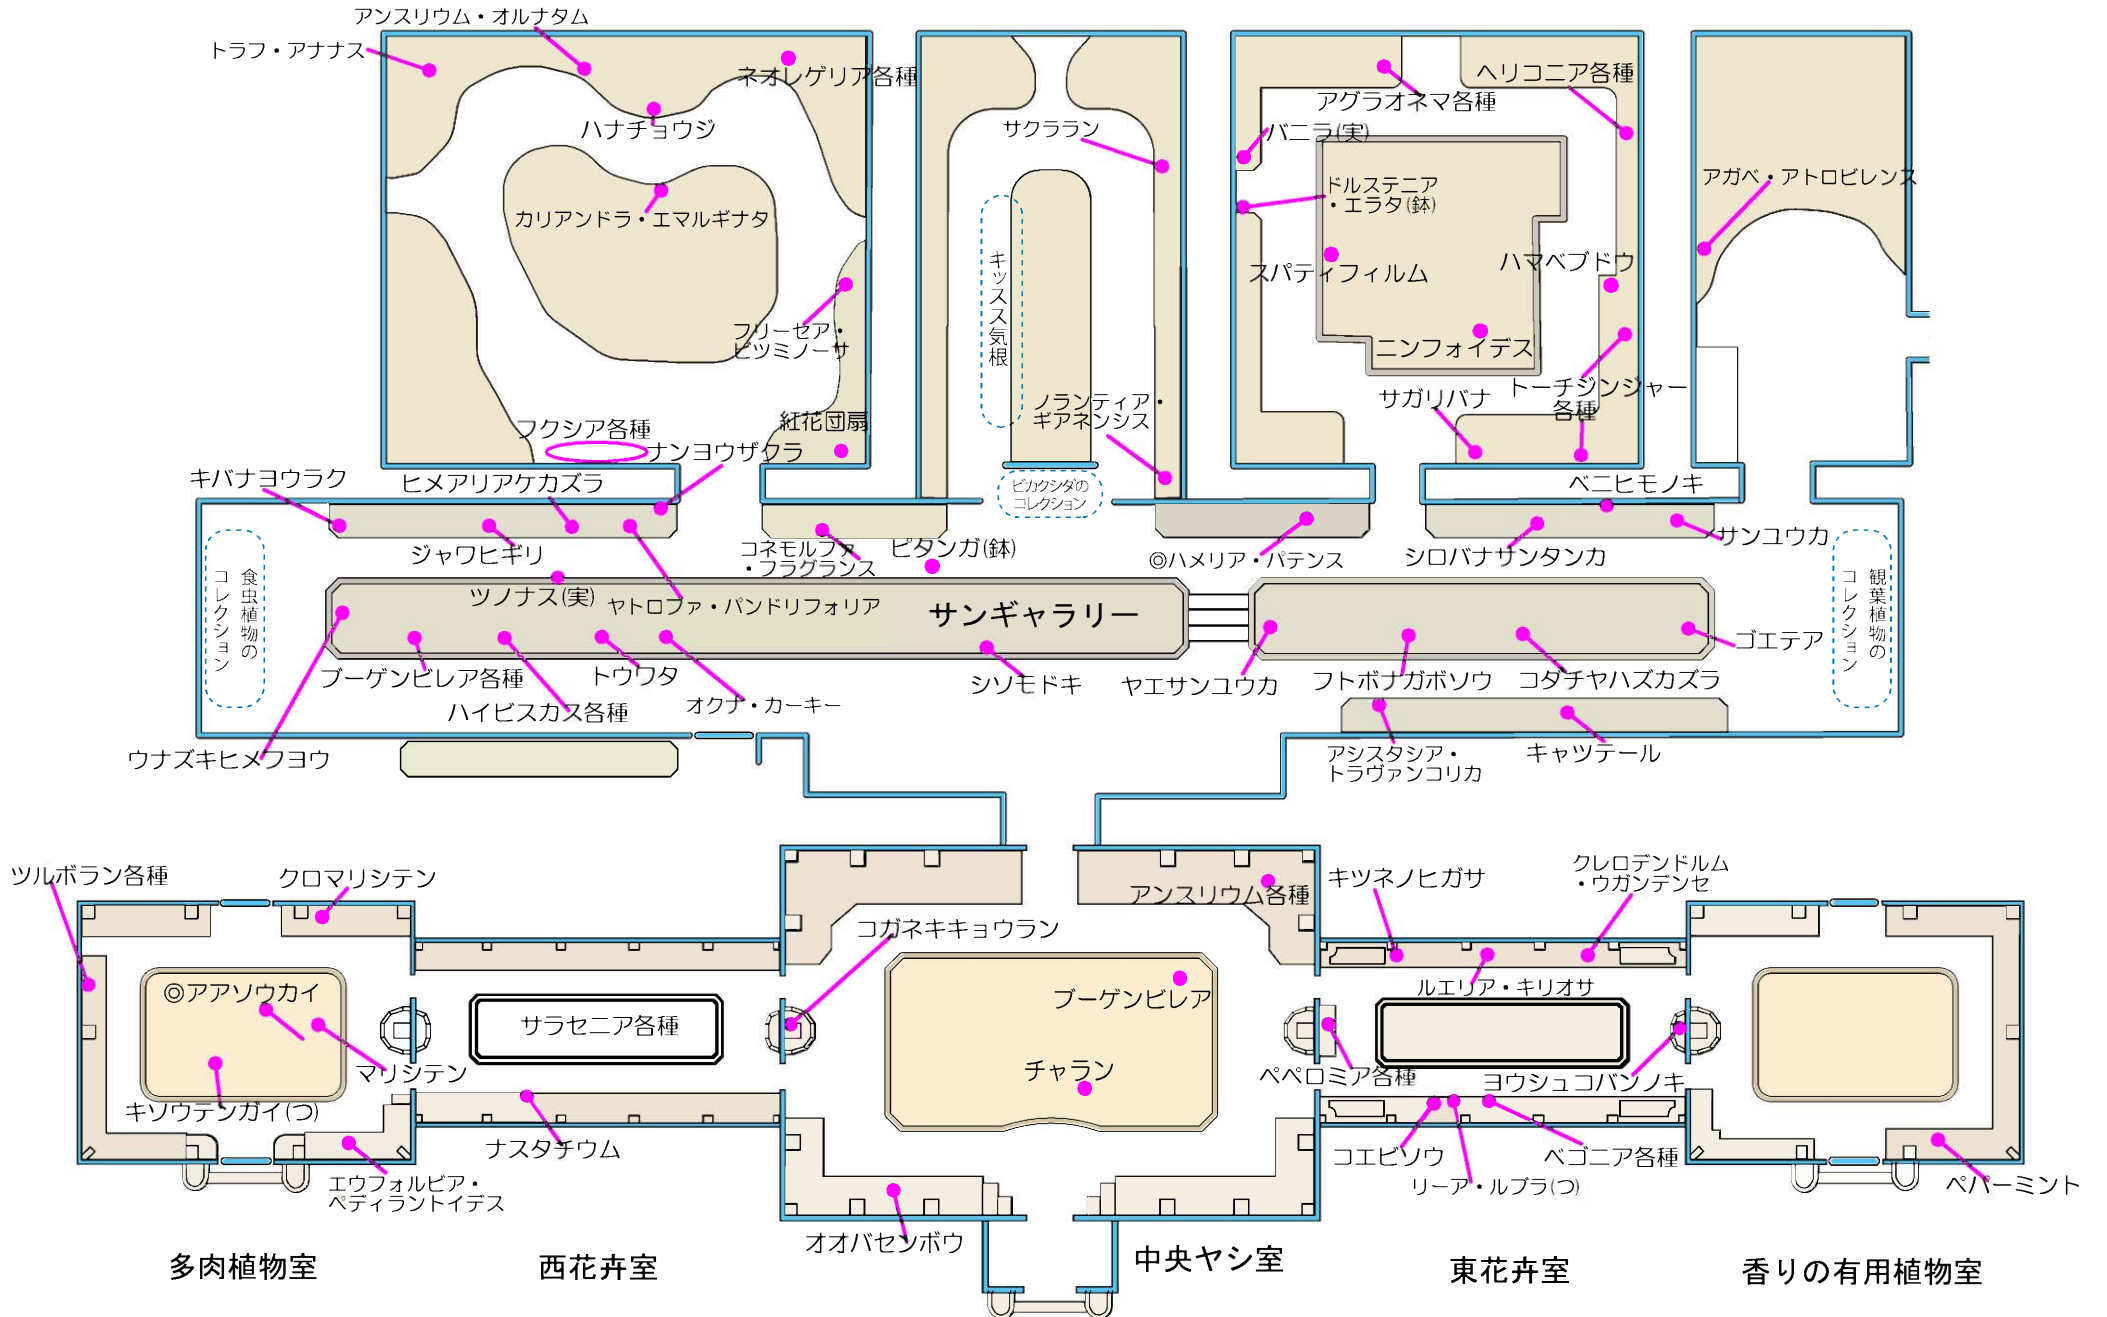 アンスリウム・オルナタム
トラフ・アナナス
ネオレゲリア各種
ハナチョウジ
カリアンドラ・エマルギナタ
フリーセア・
ビツミノーサ
紅花団扇
フクシア各種
ナンヨウザクラ
サクララン
キッスス気根
ノランティア・
ギアネンシス
ビカクシダの
コレクション
ヘリコニア各種
アグラオネマ各種
バニラ(実)
ドルステニア
・エラタ(鉢)
スパティフィルム
ハマベブドウ
ニンフォイデス
トーチジンジャー
各種
サガリバナ
アガベ・アトロビレンス
キバナヨウラク
ヒメアリアケカズラ
ジャワヒギリ
コネモルファ
・フラグランス
ピタンガ(鉢)
◎ハメリア・パテンス
ベニヒモノキ
シロバナサンタンカ
サンユウカ
食虫植物の
コレクション
ツノナス(実)
ヤトロファ・パンドリフォリア
サンギャラリー
観葉植物の
コレクション
ゴエテア
ブーゲンビレア各種
トウワタ
シソモドキ
ヤエサンユウカ
フトボナガボソウ
コダチヤハズカズラ
ハイビスカス各種
オクナ・カーキー
ウナズキヒメフヨウ
アシスタシア・
トラヴァンコリカ
キャツテール
ツルボラン各種
クロマリシテン
◎アアソウカイ
マリシテン
キソウテンガイ(つ)
エウフォルビア・
ペディラントイデス
サラセニア各種
ナスタチウム
コガネキキョウラン
アンスリウム各種
ブーゲンビレア
チャラン
オオバセンボウ
キツネノヒガサ
クレロデンドルム
・ウガンデンセ
ルエリア・キリオサ
ペペロミア各種
ヨウシュコバンノキ
コエビソウ
リーア・ルブラ(つ)
ベゴニア各種
ペパーミント
多肉植物室
西花卉室
中央ヤシ室
東花卉室
香りの有用植物室